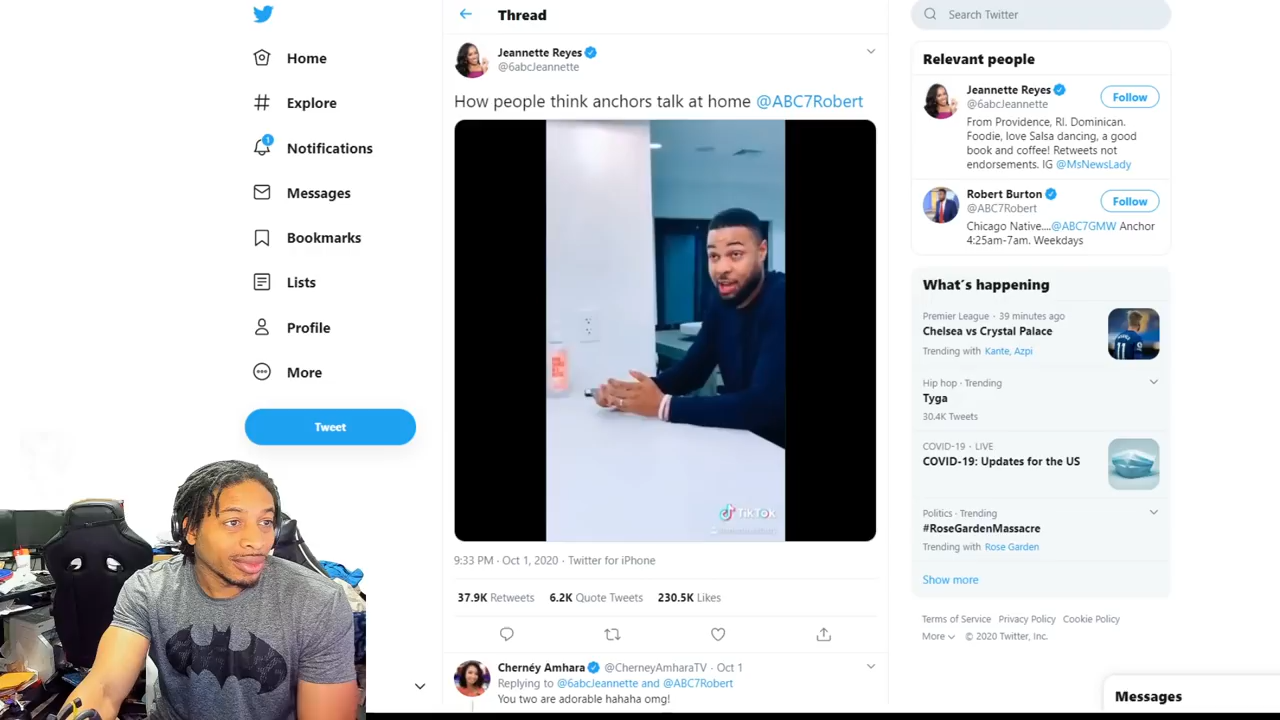 Home
Explore
1
Notifications
Messages
Bookmarks
Lists
Profile
More
Tweet
Thread
Jeannette Reyes
@6abcJeannette
How people think anchors talk at home @ABC7Robert
TikTok
9:33 PM · Oct 1, 2020 · Twitter for iPhone
37.9K Retweets 6.2K Quote Tweets 230.5K Likes
Chernéy Amhara @CherneyAmharaTV · Oct 1
Replying to @6abcJeannette and @ABC7Robert
You two are adorable hahaha omg!
Search Twitter
Relevant people
Jeannette Reyes
@6abcJeannette
Follow
From Providence, RI. Dominican.
Foodie, love Salsa dancing, a good
book and coffee! Retweets not
endorsements. IG @MsNewsLady
Robert Burton
@ABC7Robert
Follow
Chicago Native....@ABC7GMW Anchor
4:25am-7am. Weekdays
What's happening
Premier League · 39 minutes ago
Chelsea vs Crystal Palace
Trending with Kante, Azpi
11
Hip hop · Trending
Tyga
30.4K Tweets
COVID-19 · LIVE
COVID-19: Updates for the US
Politics · Trending
#RoseGardenMassacre
Trending with Rose Garden
Show more
Terms of Service Privacy Policy Cookie Policy
More © 2020 Twitter, Inc.
Messages